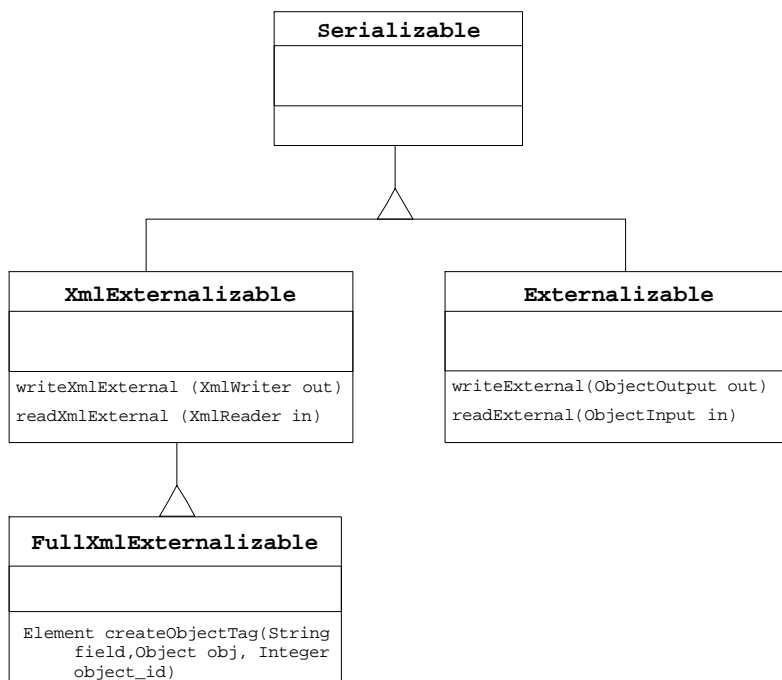 Serializable
XmlExternalizable
writeXmlExternal (XmlWriter out)
readXmlExternal (XmlReader in)
Externalizable
writeExternal(ObjectOutput out)
readExternal(ObjectInput in)
FullXmlExternalizable
Element createObjectTag(String
field,Object obj, Integer
object_id)